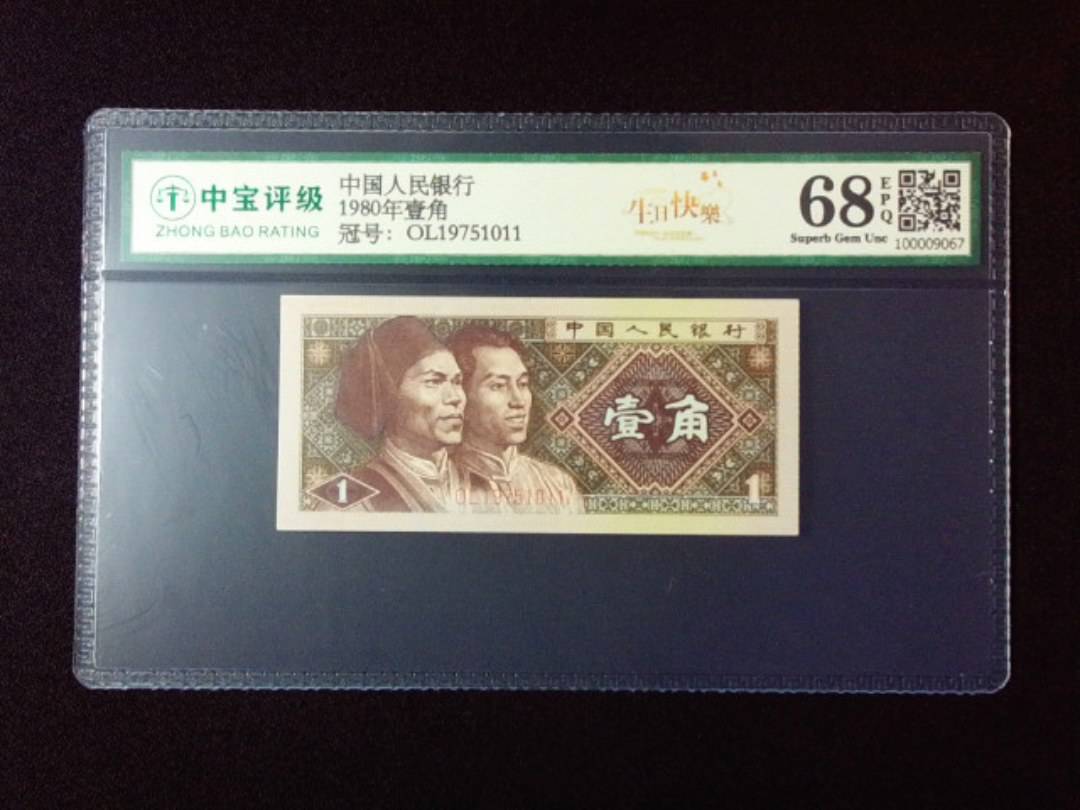 中宝评级
ZHONG BAO RATING
中国人民银行
1980年壹角
冠号：OL19751011
生日快樂
68
EPQ
Superb Gem Unc
100009067
中国人民银行
壹角
1
OL19751011
1